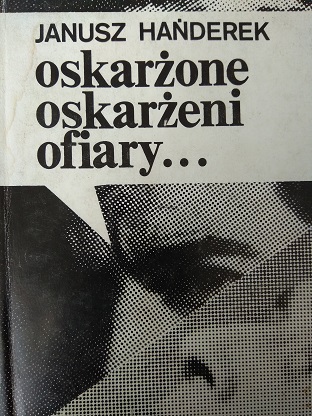 JANUSZ HAŃDEREK
oskarżone
oskarżeni
ofiary...